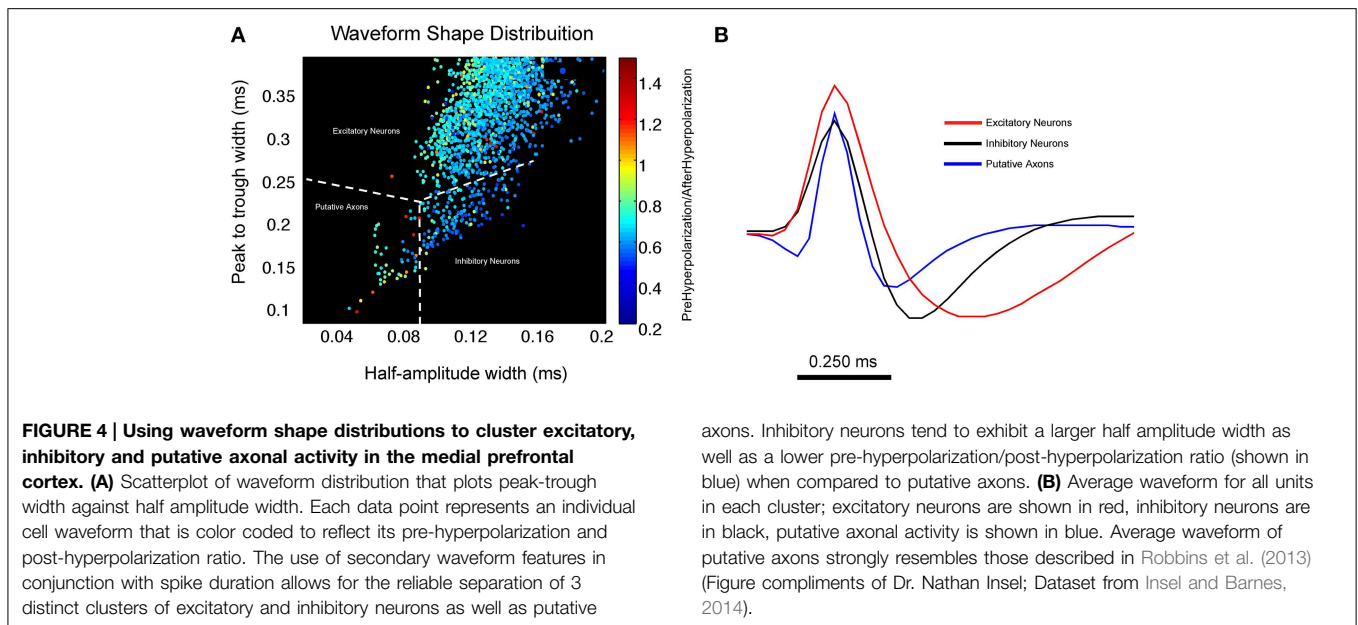 A
Waveform Shape Distribuition
Peak to trough width (ms)
0.35
0.3
0.25
0.2
0.15
0.1
Excitatory Neurons
Putative Axons
Inhibitory Neurons
0.04
0.08
0.12
0.16
0.2
Half-amplitude width (ms)
1.4
1.2
1
0.8
0.6
0.4
0.2
PreHyperpolarization/AfterHyperpolarization
B
Excitatory Neurons
Inhibitory Neurons
Putative Axons
0.250 ms
FIGURE 4 | Using waveform shape distributions to cluster excitatory,
inhibitory and putative axonal activity in the medial prefrontal
cortex. (A) Scatterplot of waveform distribution that plots peak-trough
width against half amplitude width. Each data point represents an individual
cell waveform that is color coded to reflect its pre-hyperpolarization and
post-hyperpolarization ratio. The use of secondary waveform features in
conjunction with spike duration allows for the reliable separation of 3
distinct clusters of excitatory and inhibitory neurons as well as putative
axons. Inhibitory neurons tend to exhibit a larger half amplitude width as
well as a lower pre-hyperpolarization/post-hyperpolarization ratio (shown in
blue) when compared to putative axons. (B) Average waveform for all units
in each cluster; excitatory neurons are shown in red, inhibitory neurons are
in black, putative axonal activity is shown in blue. Average waveform of
putative axons strongly resembles those described in Robbins et al. (2013)
(Figure compliments of Dr. Nathan Insel; Dataset from Insel and Barnes,
2014).